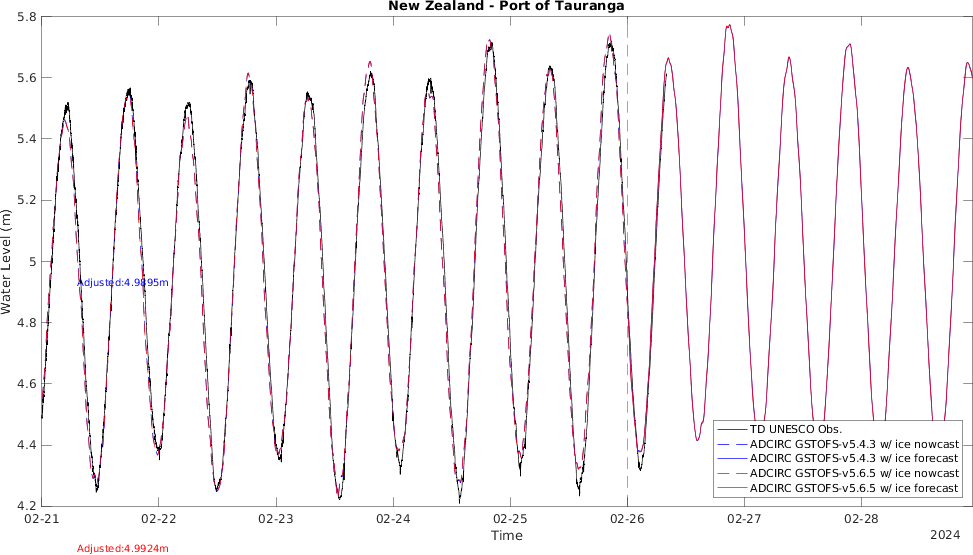 New Zealand - Port of Tauranga
5.8
5.6
5.4
5.2
5
4.8
4.6
4.4
4.2
Water Level (m)
Adjusted:4.9895m
TD UNESCO Obs.
ADCIRC GSTOFS-v5.4.3 w/ ice nowcast
ADCIRC GSTOFS-v5.4.3 w/ ice forecast
ADCIRC GSTOFS-v5.6.5 w/ ice nowcast
ADCIRC GSTOFS-v5.6.5 w/ ice forecast
02-21 02-22 02-23 02-24 02-25 02-26 02-27 02-28
Time
2024
Adjusted:4.9924m